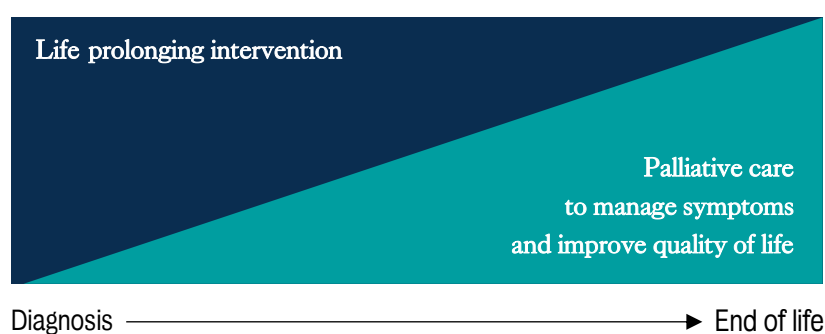 Life prolonging intervention
Palliative care
to manage symptoms
and improve quality of life
Diagnosis
End of life